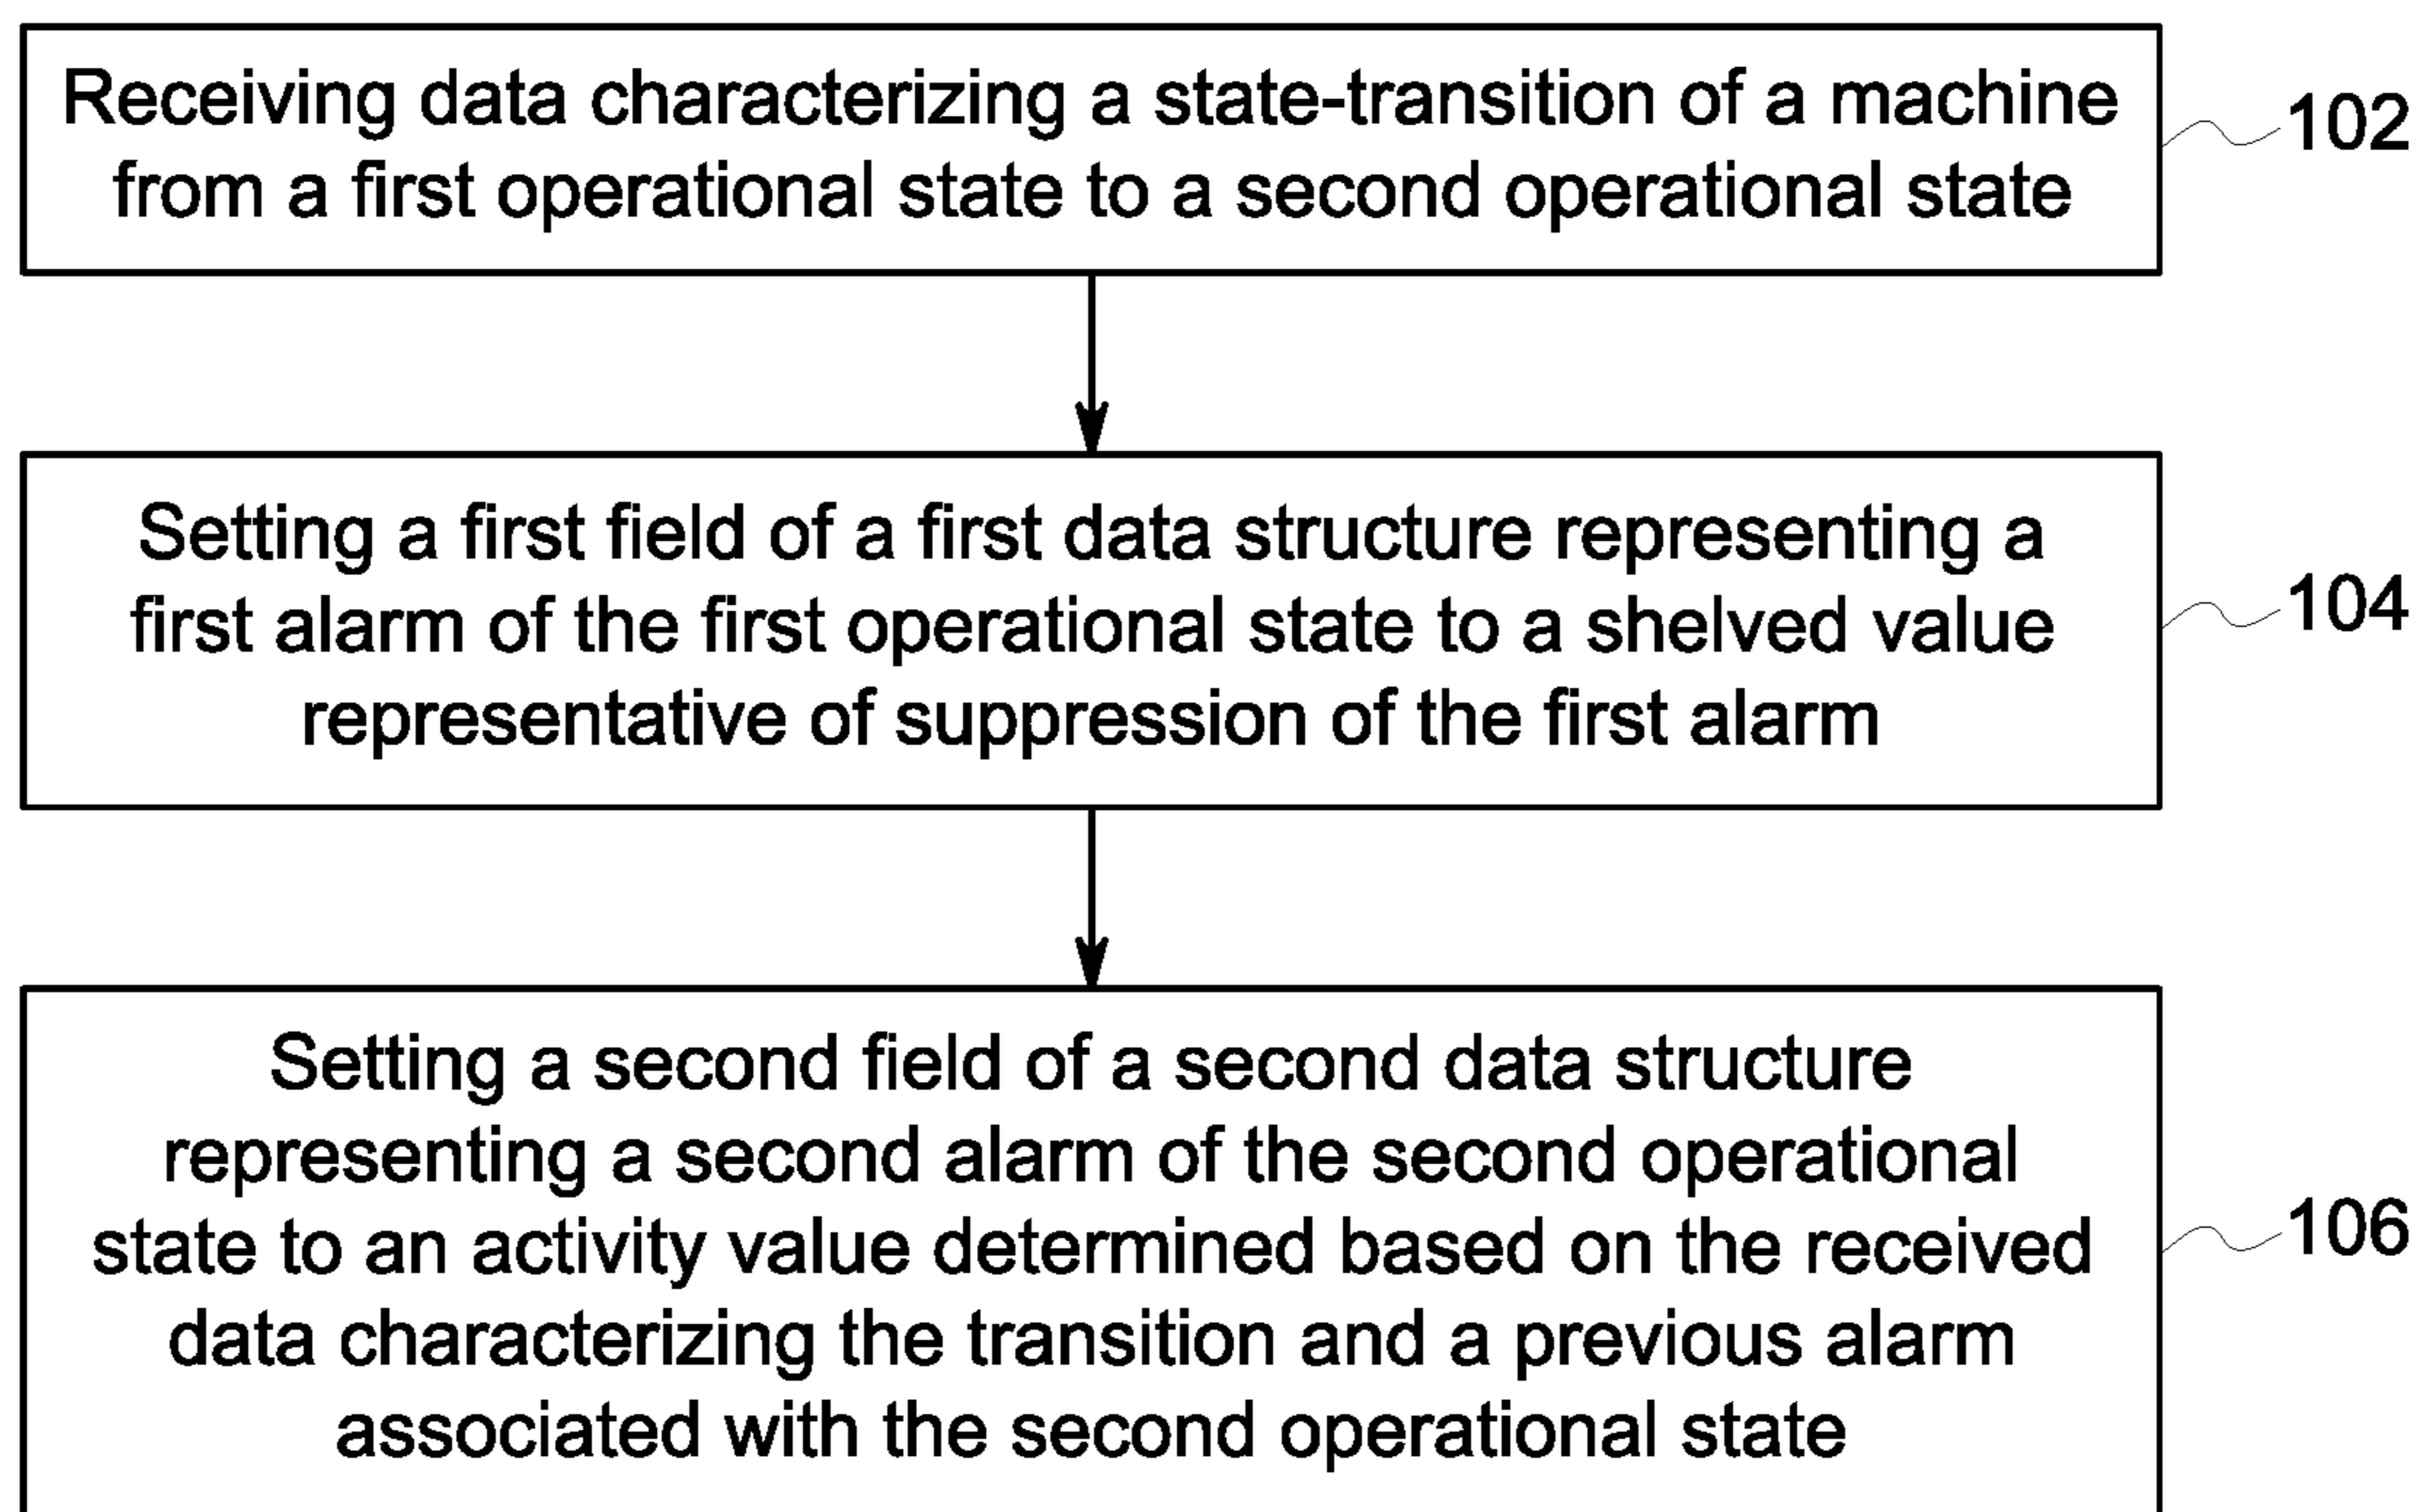 Receiving data characterizing a state-transition of a machine
from a first operational state to a second operational state
102
Setting a first field of a first data structure representing a
first alarm of the first operational state to a shelved value
representative of suppression of the first alarm
104
Setting a second field of a second data structure
representing a second alarm of the second operational
state to an activity value determined based on the received
data characterizing the transition and a previous alarm
associated with the second operational state
106